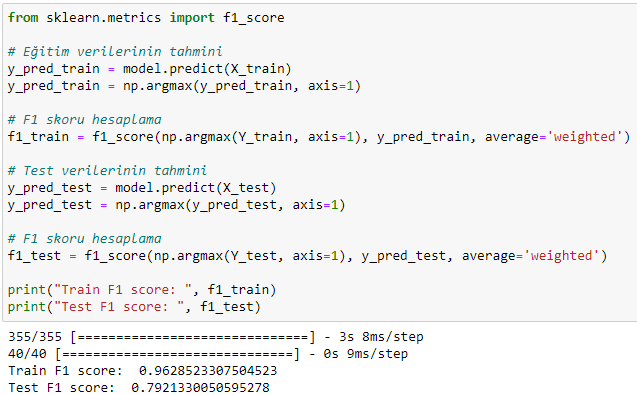 from sklearn.metrics import f1_score
# Eğitim verilerinin tahmini
y_pred_train = model.predict(X_train)
y_pred_train = np.argmax(y_pred_train, axis=1)
# F1 skoru hesaplama
f1_train = f1_score(np.argmax(Y_train, axis=1), y_pred_train, average='weighted')
# Test verilerinin tahmini
y_pred_test = model.predict(X_test)
y_pred_test = np.argmax(y_pred_test, axis=1)
# F1 skoru hesaplama
f1_test = f1_score(np.argmax(Y_test, axis=1), y_pred_test, average='weighted')
print("Train F1 score: ", f1_train)
print("Test F1 score: ", f1_test)
355/355 [==============================] - 3s 8ms/step
40/40 [==============================] - 0s 9ms/step
Train F1 score:  0.9628523307504523
Test F1 score:  0.7921330050595278